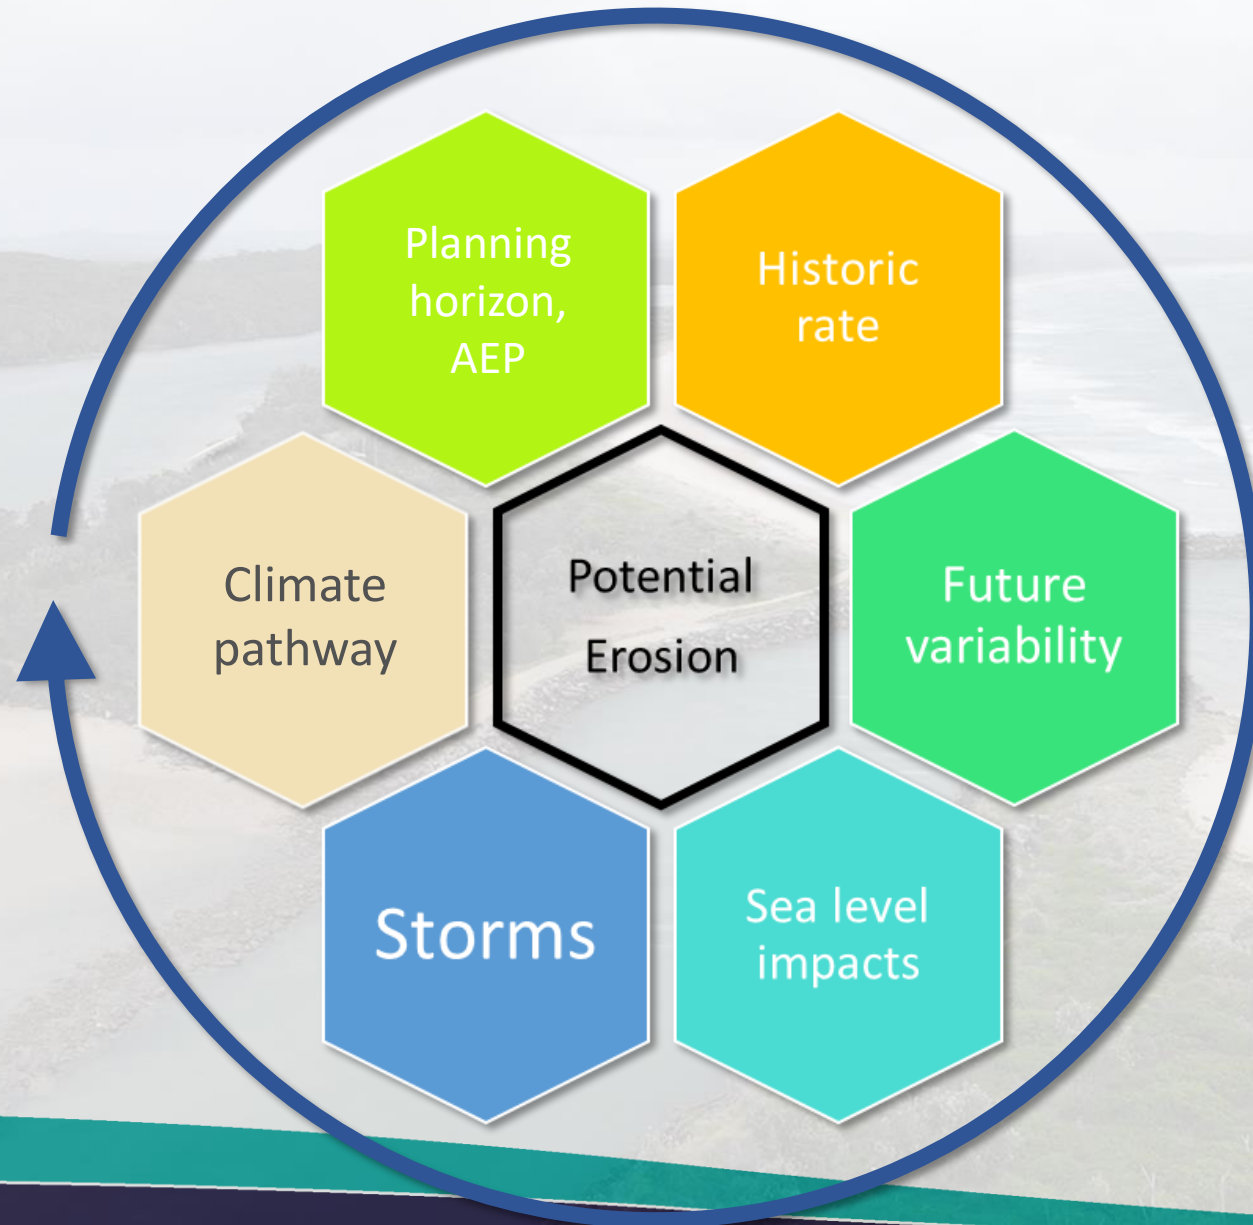 Planning
horizon,
AEP
Historic
rate
Climate
pathway
Potential
Erosion
Future
variability
Storms
Sea level
impacts